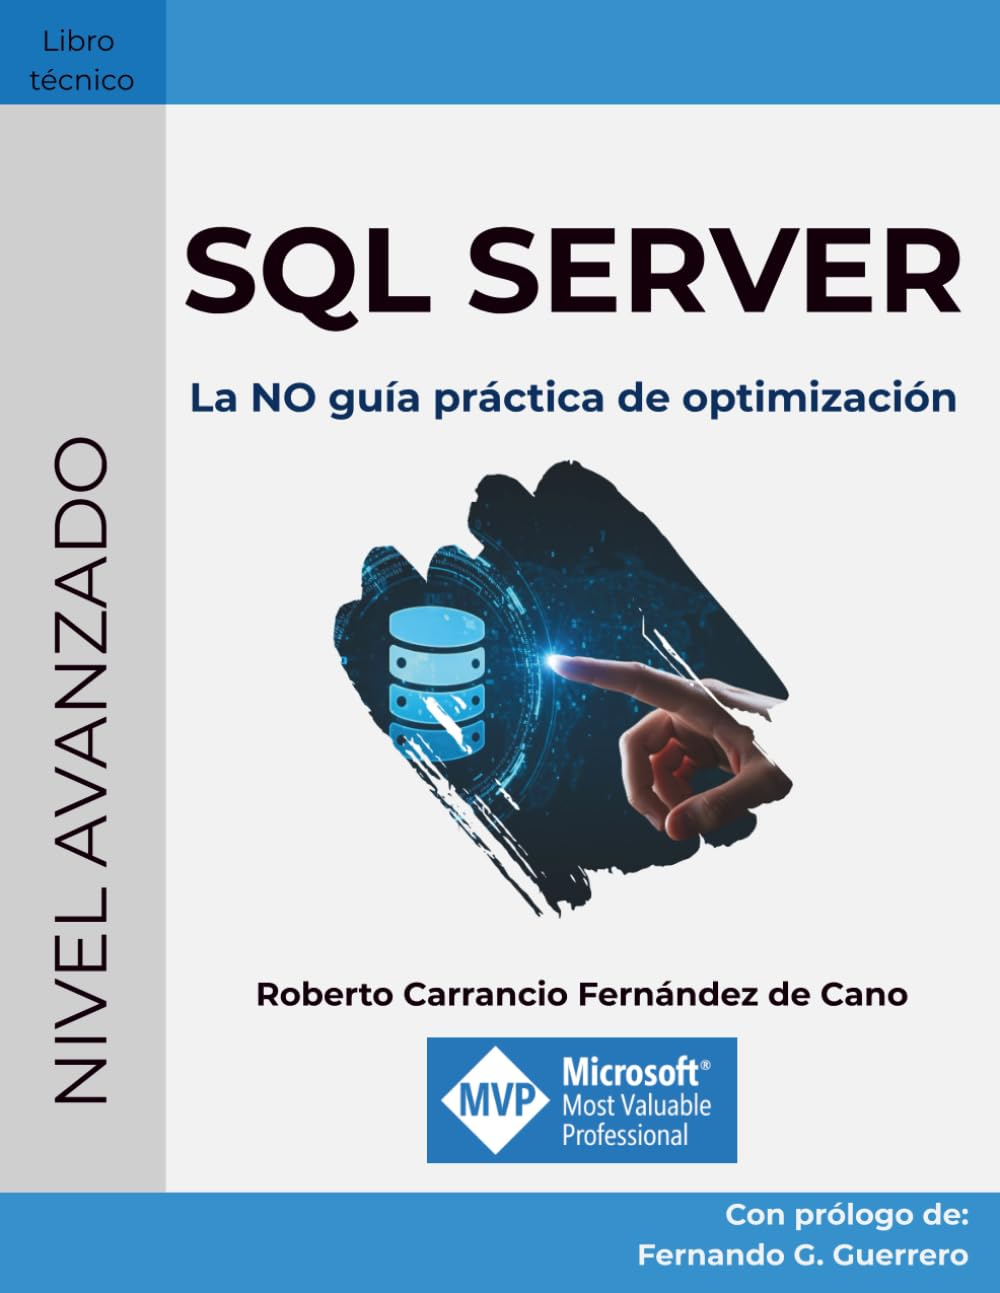 Libro
técnico
SQL SERVER
La NO guía práctica de optimización
NIVEL AVANZADO
Roberto Carrancio Fernández de Cano
MVP
Microsoft®
Most Valuable
Professional
Con prólogo de:
Fernando G. Guerrero